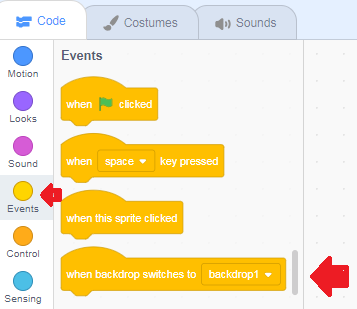 Code Costumes Sounds
Motion
Looks
Sound
Events
Control
Sensing
Events
when clicked
when space key pressed
when this sprite clicked
when backdrop switches to backdrop1